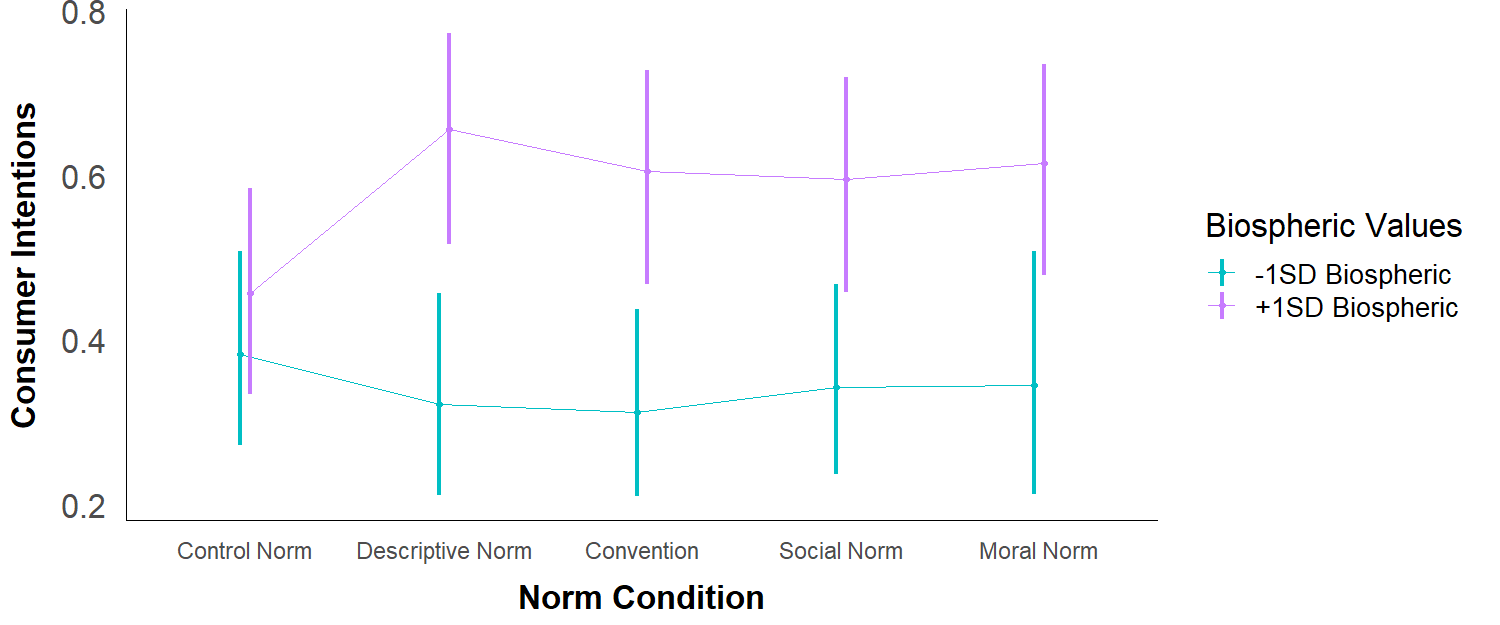 Consumer Intentions
0.8
0.6
0.4
0.2
Control Norm
Descriptive Norm
Convention
Social Norm
Moral Norm
Norm Condition
Biospheric Values
-1SD Biospheric
+1SD Biospheric